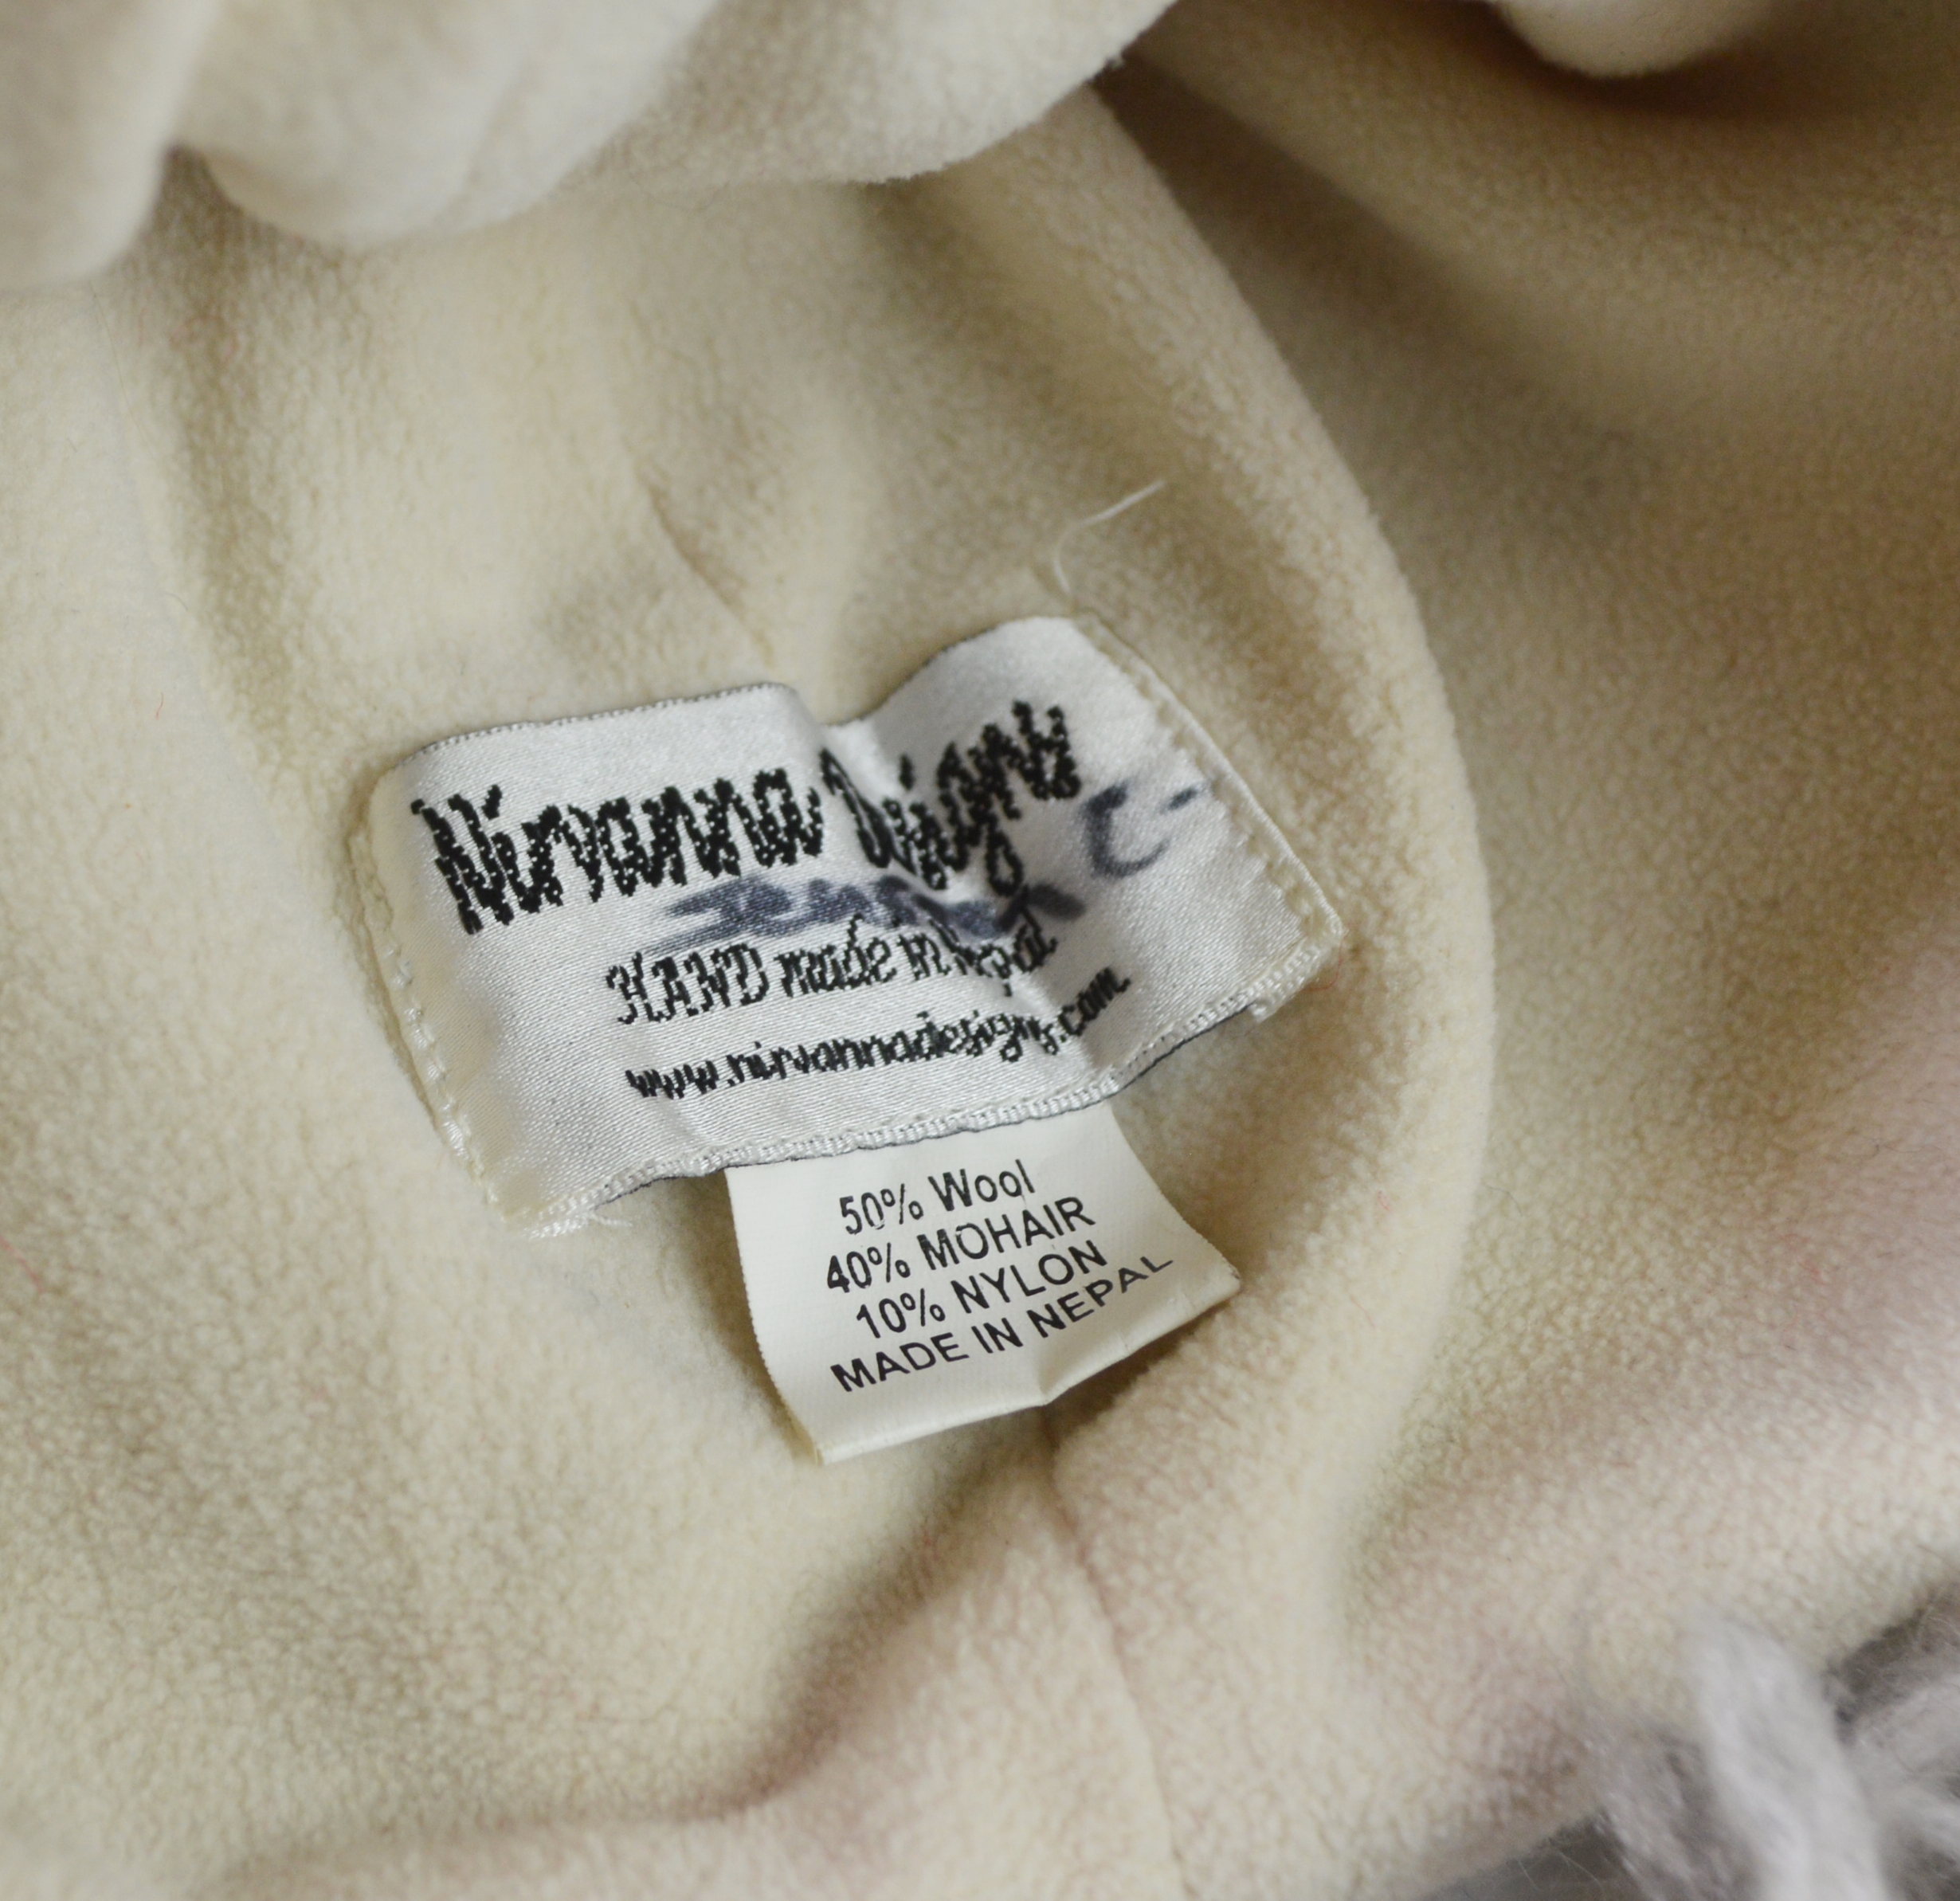 Nirvanna Designs
HAND made in Nepal
www.nirvannadesigns.com
50% Wool
40% MOHAIR
10% NYLON
MADE IN NEPAL